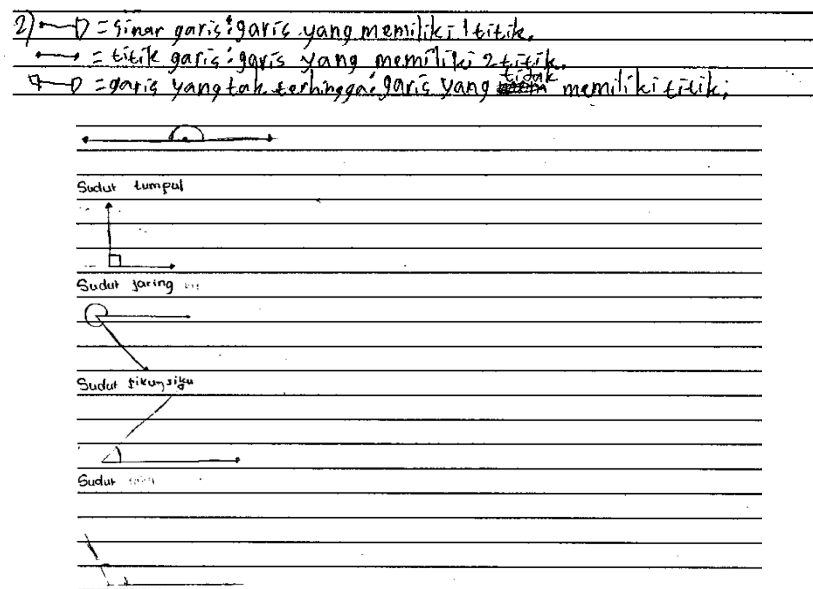 2) = sinar garis : garis yang memiliki 1 titik.
= titik garis : garis yang memiliki 2 titik.
= garis yang tak terhingga : garis yang tidak memiliki titik;
Sudut tumpul
Sudut jaring
Sudut sikunsiku
Sudut